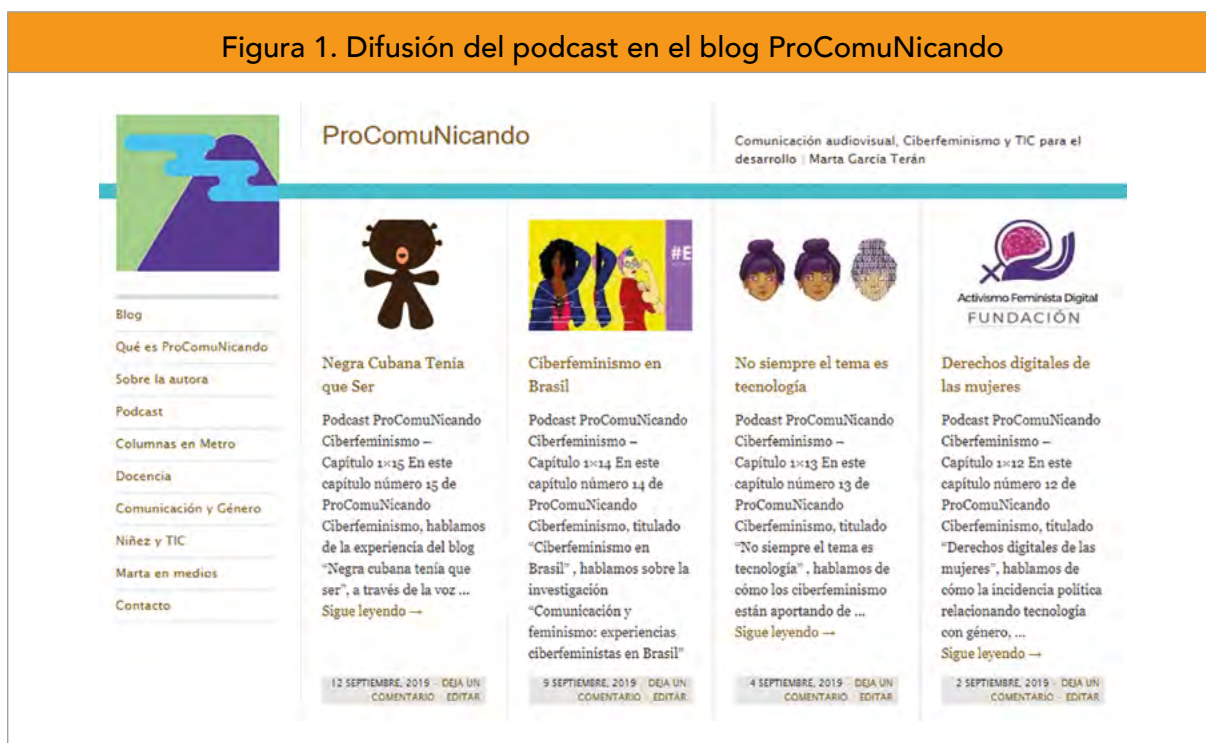 Figura 1. Difusión del podcast en el blog ProComuNicando
ProComuNicando
Comunicación audiovisual, Ciberfeminismo y TIC para el
desarrollo | Marta García Terán
Blog
Qué es ProComuNicando
Sobre la autora
Podcast
Columnas en Metro
Docencia
Comunicación y Género
Niñez y TIC
Marta en medios
Contacto
Negra Cubana Tenía
que Ser
Podcast ProComuNicando
Ciberfeminismo –
Capítulo 1×15 En este
capítulo número 15 de
ProComuNicando
Ciberfeminismo, hablamos
de la experiencia del blog
“Negra cubana tenía que
ser”, a través de la voz ...
Sigue leyendo →
12 SEPTIEMBRE, 2019 - DEJA UN
COMENTARIO - EDITAR
#E
Ciberfeminismo en
Brasil
Podcast ProComuNicando
Ciberfeminismo –
Capítulo 1×14 En este
capítulo número 14 de
ProComuNicando
Ciberfeminismo, titulado
“Ciberfeminismo en
Brasil” , hablamos sobre la
investigación
“Comunicación y
feminismo: experiencias
ciberfeministas en Brasil”
9 SEPTIEMBRE, 2019 - DEJA UN
COMENTARIO - EDITAR
No siempre el tema es
tecnología
Podcast ProComuNicando
Ciberfeminismo –
Capítulo 1×13 En este
capítulo número 13 de
ProComuNicando
Ciberfeminismo, titulado
“No siempre el tema es
tecnología” , hablamos de
cómo los ciberfeminismo
están aportando de ...
Sigue leyendo →
4 SEPTIEMBRE, 2019 - DEJA UN
COMENTARIO - EDITAR
Activismo Feminista Digital
FUNDACIÓN
Derechos digitales de
las mujeres
Podcast ProComuNicando
Ciberfeminismo –
Capítulo 1×12 En este
capítulo número 12 de
ProComuNicando
Ciberfeminismo, titulado
“Derechos digitales de las
mujeres”, hablamos de
cómo la incidencia política
relacionando tecnología
con género, ...
Sigue leyendo →
2 SEPTIEMBRE, 2019 - DEJA UN
COMENTARIO - EDITAR